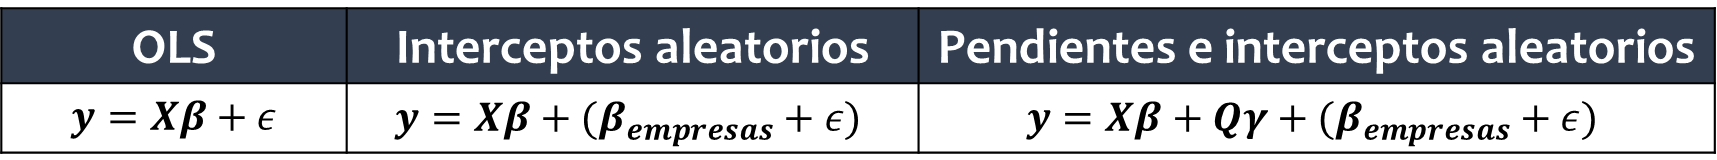 OLS Interceptos aleatorios Pendientes e interceptos aleatorios
y = Xβ + ϵ y = Xβ + (β_empresas + ϵ) y = Xβ + Qγ + (β_empresas + ϵ)